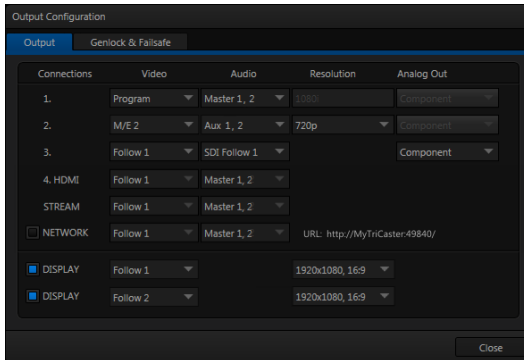 Output Configuration
Output Genlock & Failsafe
Connections Video Audio Resolution Analog Out
1. Program Master 1, 2 1080i Component
2. M/E 2 Aux 1, 2 720p Component
3. Follow 1 SDI Follow 1 Component
4. HDMI Follow 1 Master 1, 2
STREAM Follow 1 Master 1, 2
NETWORK Follow 1 Master 1, 2 URL: http://MyTriCaster:49840/
DISPLAY Follow 1 1920x1080, 16:9
DISPLAY Follow 2 1920x1080, 16:9
Close